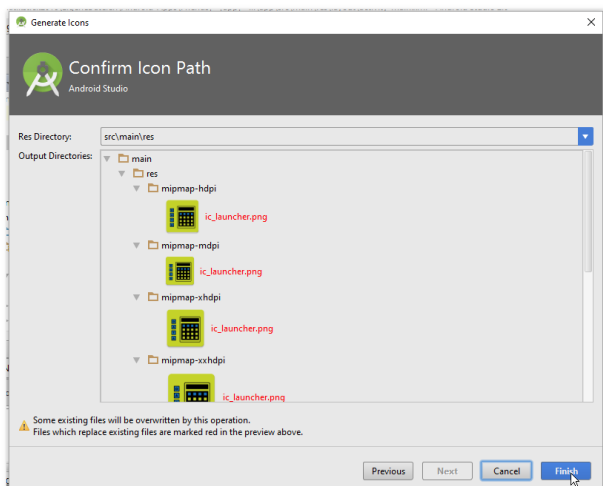 Generate Icons
Confirm Icon Path
Android Studio
Res Directory: src\main\res
Output Directories:
main
res
mipmap-hdpi
ic_launcher.png
mipmap-mdpi
ic_launcher.png
mipmap-xhdpi
ic_launcher.png
mipmap-xxhdpi
ic_launcher.png
Some existing files will be overwritten by this operation.
Files which replace existing files are marked red in the preview above.
Previous Next Cancel Finish